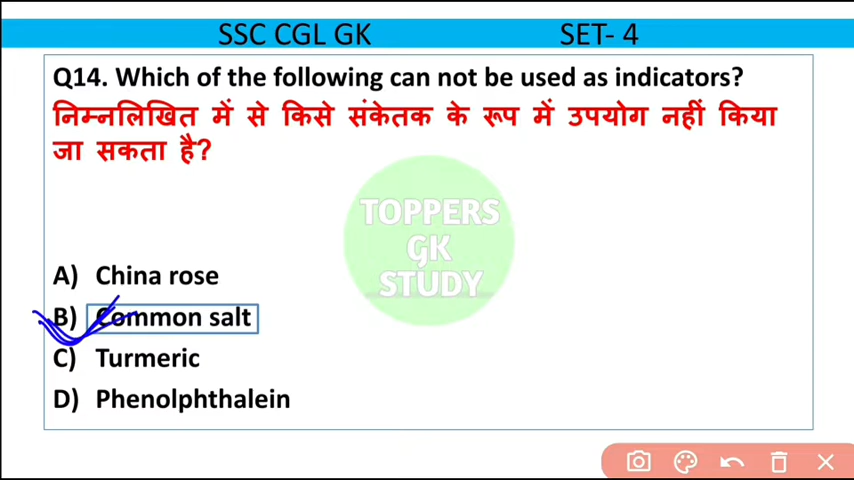 SSC CGL GK SET- 4
Q14. Which of the following can not be used as indicators?
निम्नलिखित में से किसे संकेतक के रूप में उपयोग नहीं किया
जा सकता है?
TOPPERS
GK
STUDY
A) China rose
B) Common salt
C) Turmeric
D) Phenolphthalein